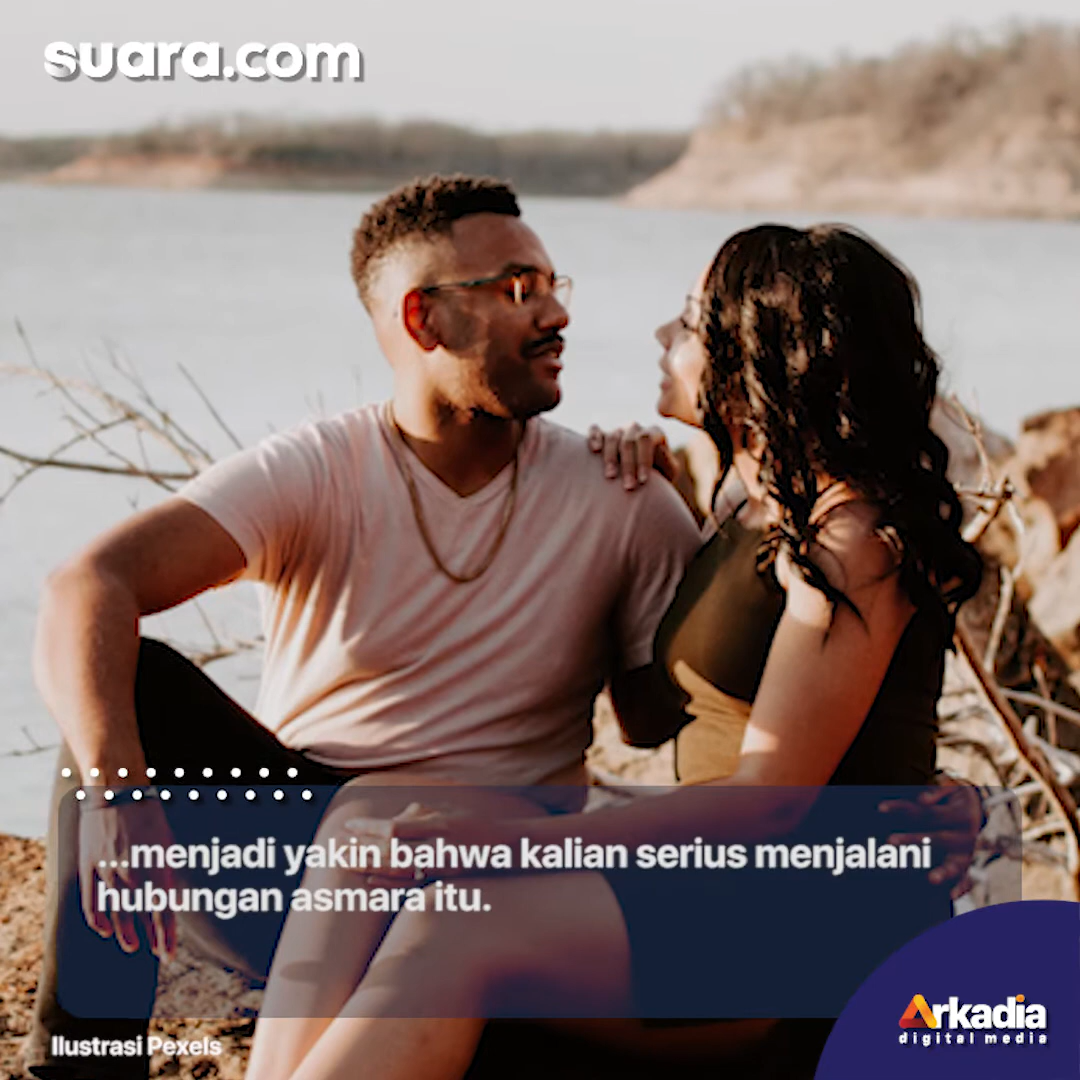 suara.com
...menjadi yakin bahwa kalian serius menjalani
hubungan asmara itu.
Ilustrasi Pexels
Arkadia
digital media